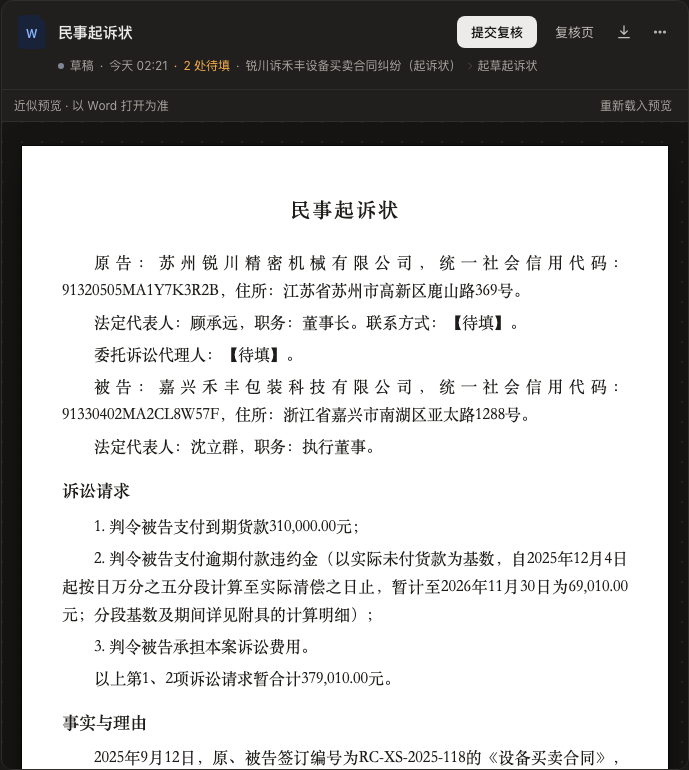 W 民事起诉状 提交复核 复核页
草稿 · 今天 02:21 · 2 处待填 · 锐川诉禾丰设备买卖合同纠纷（起诉状） > 起草起诉状
近似预览 · 以 Word 打开为准 重新载入预览
民事起诉状
原告：苏州锐川精密机械有限公司，统一社会信用代码：
91320505MA1Y7K3R2B，住所：江苏省苏州市高新区鹿山路369号。
法定代表人：顾承远，职务：董事长。联系方式：【待填】。
委托诉讼代理人：【待填】。
被告：嘉兴禾丰包装科技有限公司，统一社会信用代码：
91330402MA2CL8W57F，住所：浙江省嘉兴市南湖区亚太路1288号。
法定代表人：沈立群，职务：执行董事。
诉讼请求
1. 判令被告支付到期货款310,000.00元；
2. 判令被告支付逾期付款违约金（以实际未付货款为基数，自2025年12月4日
起按日万分之五分段计算至实际清偿之日止，暂计至2026年11月30日为69,010.00
元；分段基数及期间详见附具的计算明细）；
3. 判令被告承担本案诉讼费用。
以上第1、2项诉讼请求暂合计379,010.00元。
事实与理由
2025年9月12日，原、被告签订编号为RC-XS-2025-118的《设备买卖合同》，